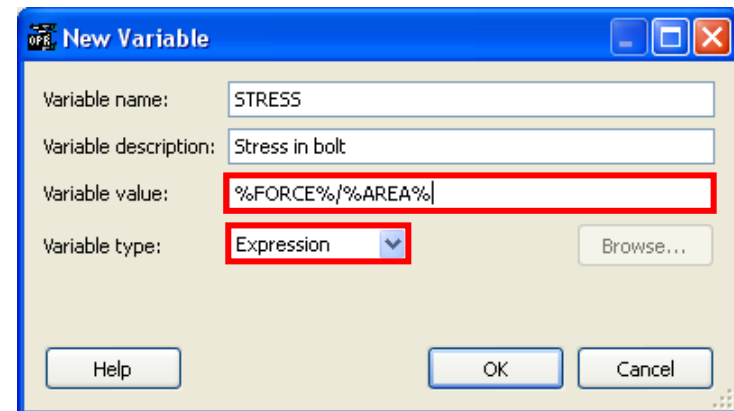 OPR New Variable
Variable name: STRESS
Variable description: Stress in bolt
Variable value: %FORCE%/%AREA%
Variable type: Expression Browse...
Help OK Cancel